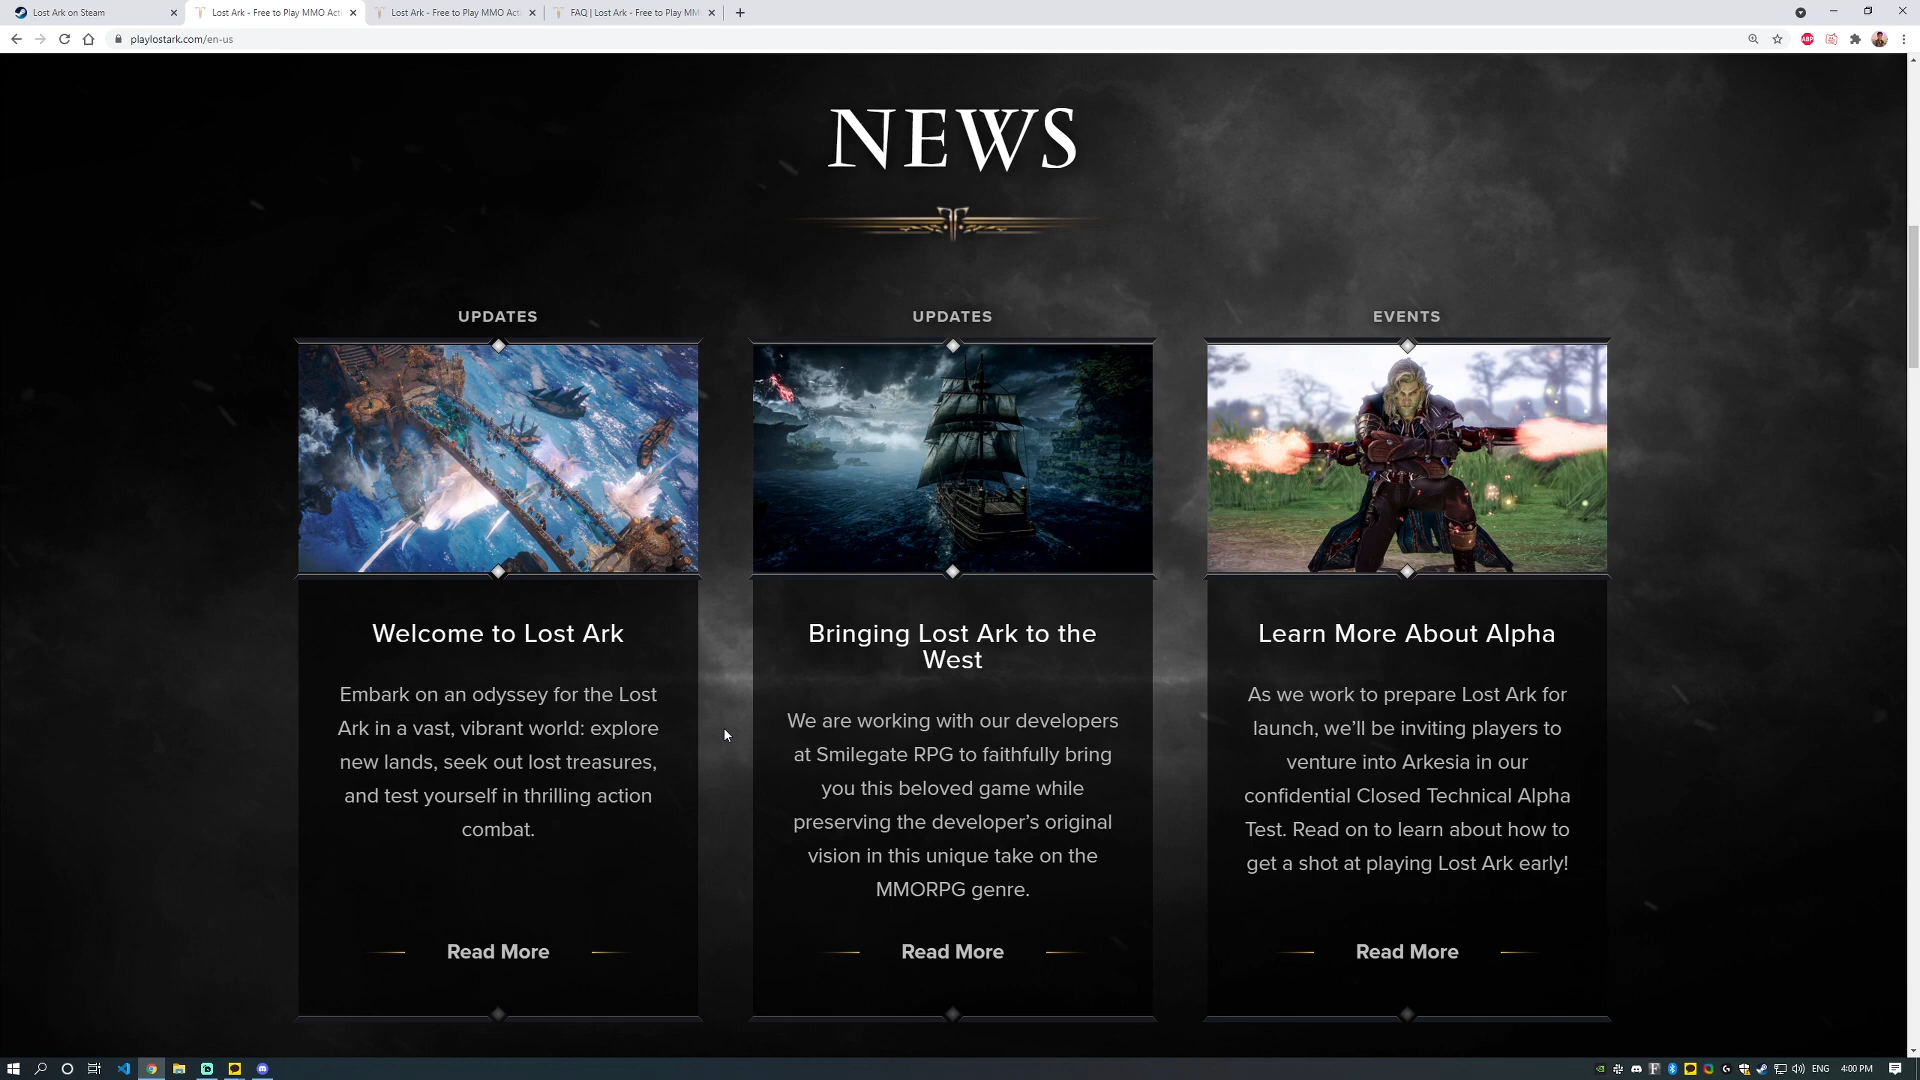 Lost Ark on Steam
Lost Ark - Free to Play MMO Acti
Lost Ark - Free to Play MMO Acti
FAQ | Lost Ark - Free to Play MM
playlostark.com/en-us
ABP
NEWS
UPDATES
UPDATES
EVENTS
Welcome to Lost Ark
Embark on an odyssey for the Lost
Ark in a vast, vibrant world: explore
new lands, seek out lost treasures,
and test yourself in thrilling action
combat.
Read More
Bringing Lost Ark to the
West
We are working with our developers
at Smilegate RPG to faithfully bring
you this beloved game while
preserving the developer’s original
vision in this unique take on the
MMORPG genre.
Read More
Learn More About Alpha
As we work to prepare Lost Ark for
launch, we’ll be inviting players to
venture into Arkesia in our
confidential Closed Technical Alpha
Test. Read on to learn about how to
get a shot at playing Lost Ark early!
Read More
ENG
4:00 PM